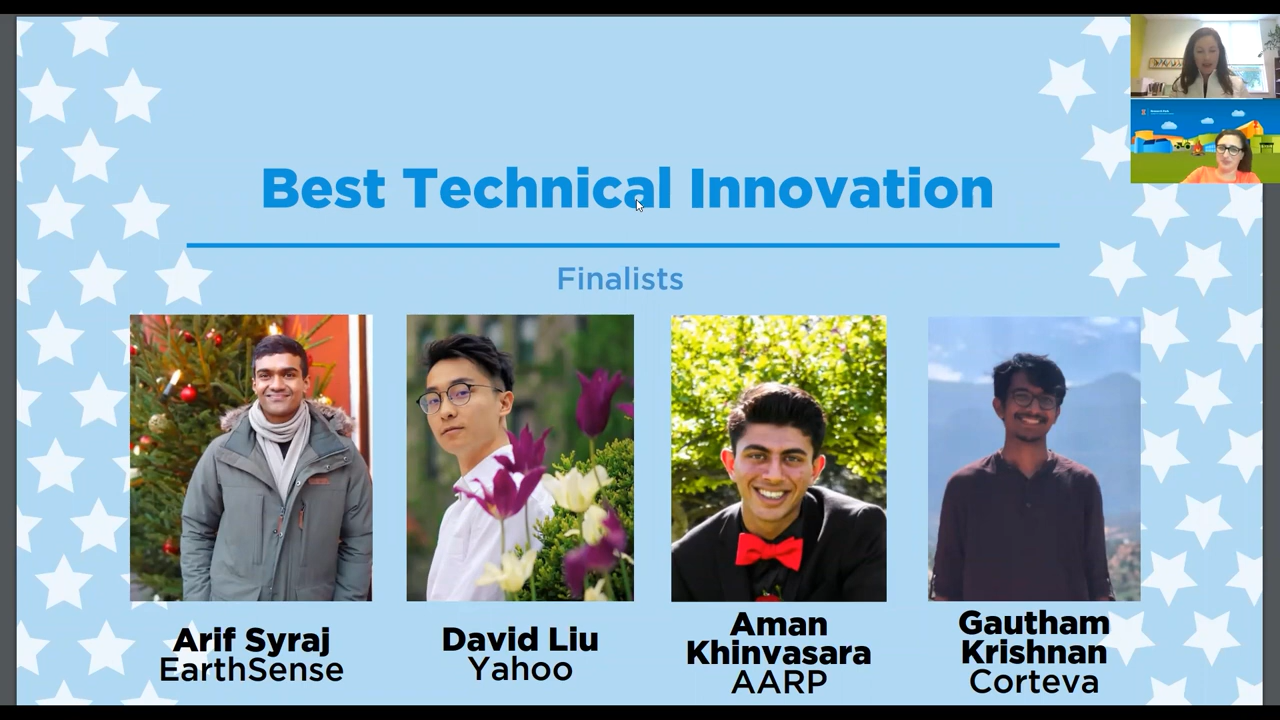 Best Technical Innovation
Finalists
Arif Syraj
EarthSense
David Liu
Yahoo
Aman
Khinvasara
AARP
Gautham
Krishnan
Corteva